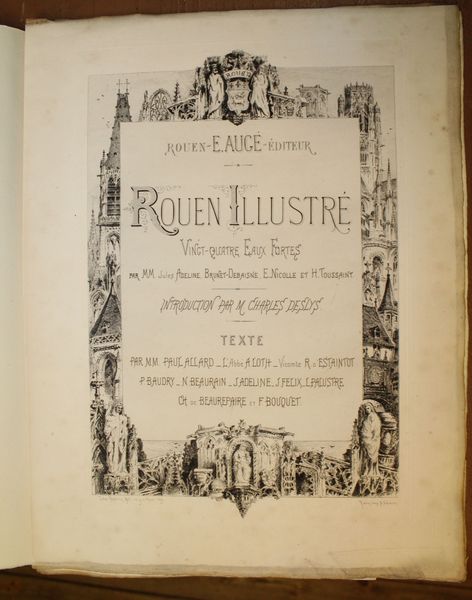 ROUEN
ROUEN-E. AUGÉ-ÉDITEUR
ROUEN ILLUSTRÉ
VINGT-QUATRE EAUX FORTES
PAR MM. JULES ADELINE, BRUNET-DEBAISNE, E. NICOLLE ET H. TOUSSAINT
INTRODUCTION PAR M. CHARLES DESLYS
TEXTE
PAR M.M. PAUL ALLARD _ L'Abbé A. LOTH _ Vicomte R. D'ESTAINTOT
P. BAUDRY _ N. BEAURAIN _ J. ADELINE, J. FELIX, L. PALUSTRE
CH. DE BEAUREPAIRE ET F. BOUQUET